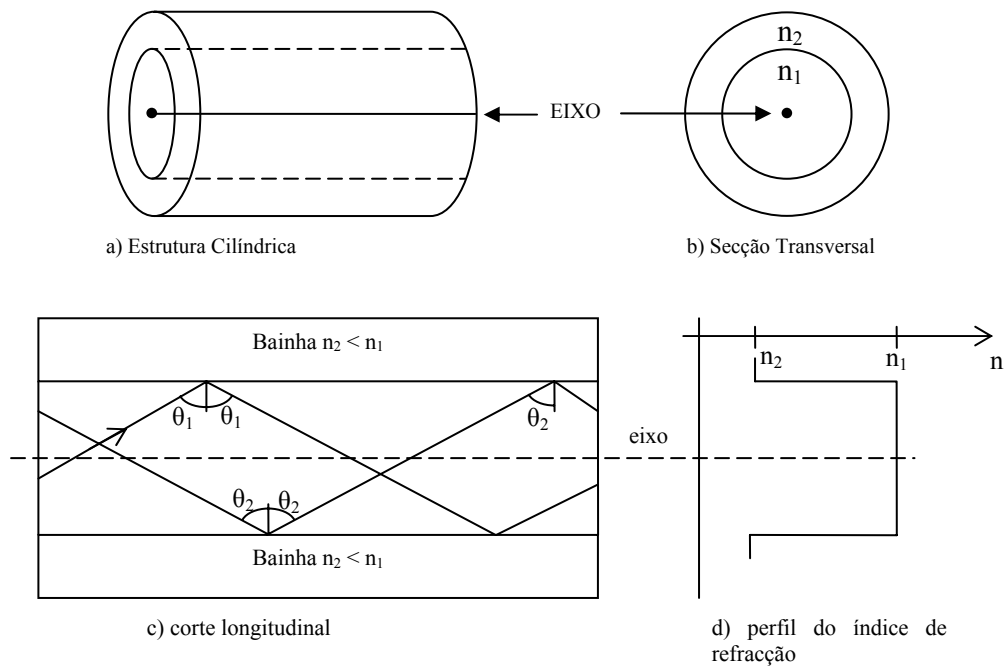 n₂
n₁
EIXO
a) Estrutura Cilíndrica
b) Secção Transversal
Bainha n₂ < n₁
θ₁ θ₁
θ₂
θ₂ θ₂
Bainha n₂ < n₁
eixo
n₂ n₁
n
c) corte longitudinal
d) perfil do índice de
refracção